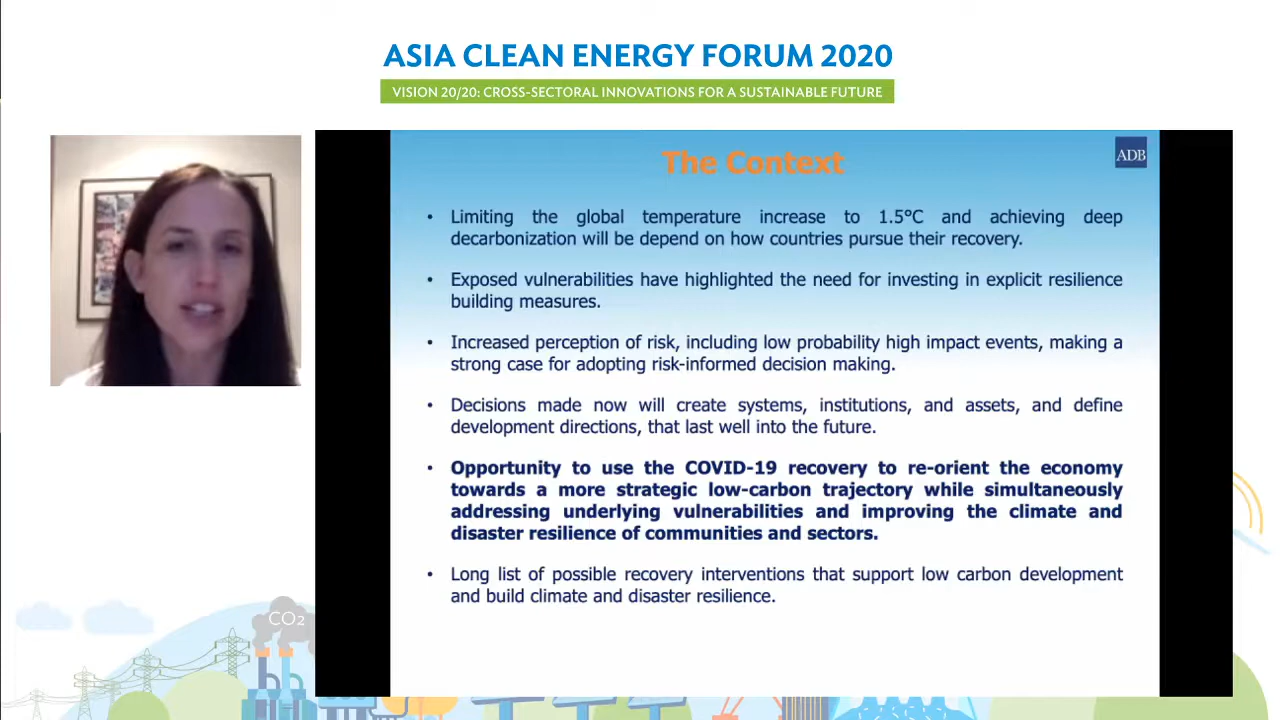 ASIA CLEAN ENERGY FORUM 2020
VISION 20/20: CROSS-SECTORAL INNOVATIONS FOR A SUSTAINABLE FUTURE
The Context
ADB
• Limiting the global temperature increase to 1.5°C and achieving deep
decarbonization will be depend on how countries pursue their recovery.
• Exposed vulnerabilities have highlighted the need for investing in explicit resilience
building measures.
• Increased perception of risk, including low probability high impact events, making a
strong case for adopting risk-informed decision making.
• Decisions made now will create systems, institutions, and assets, and define
development directions, that last well into the future.
• Opportunity to use the COVID-19 recovery to re-orient the economy
towards a more strategic low-carbon trajectory while simultaneously
addressing underlying vulnerabilities and improving the climate and
disaster resilience of communities and sectors.
• Long list of possible recovery interventions that support low carbon development
and build climate and disaster resilience.
CO2